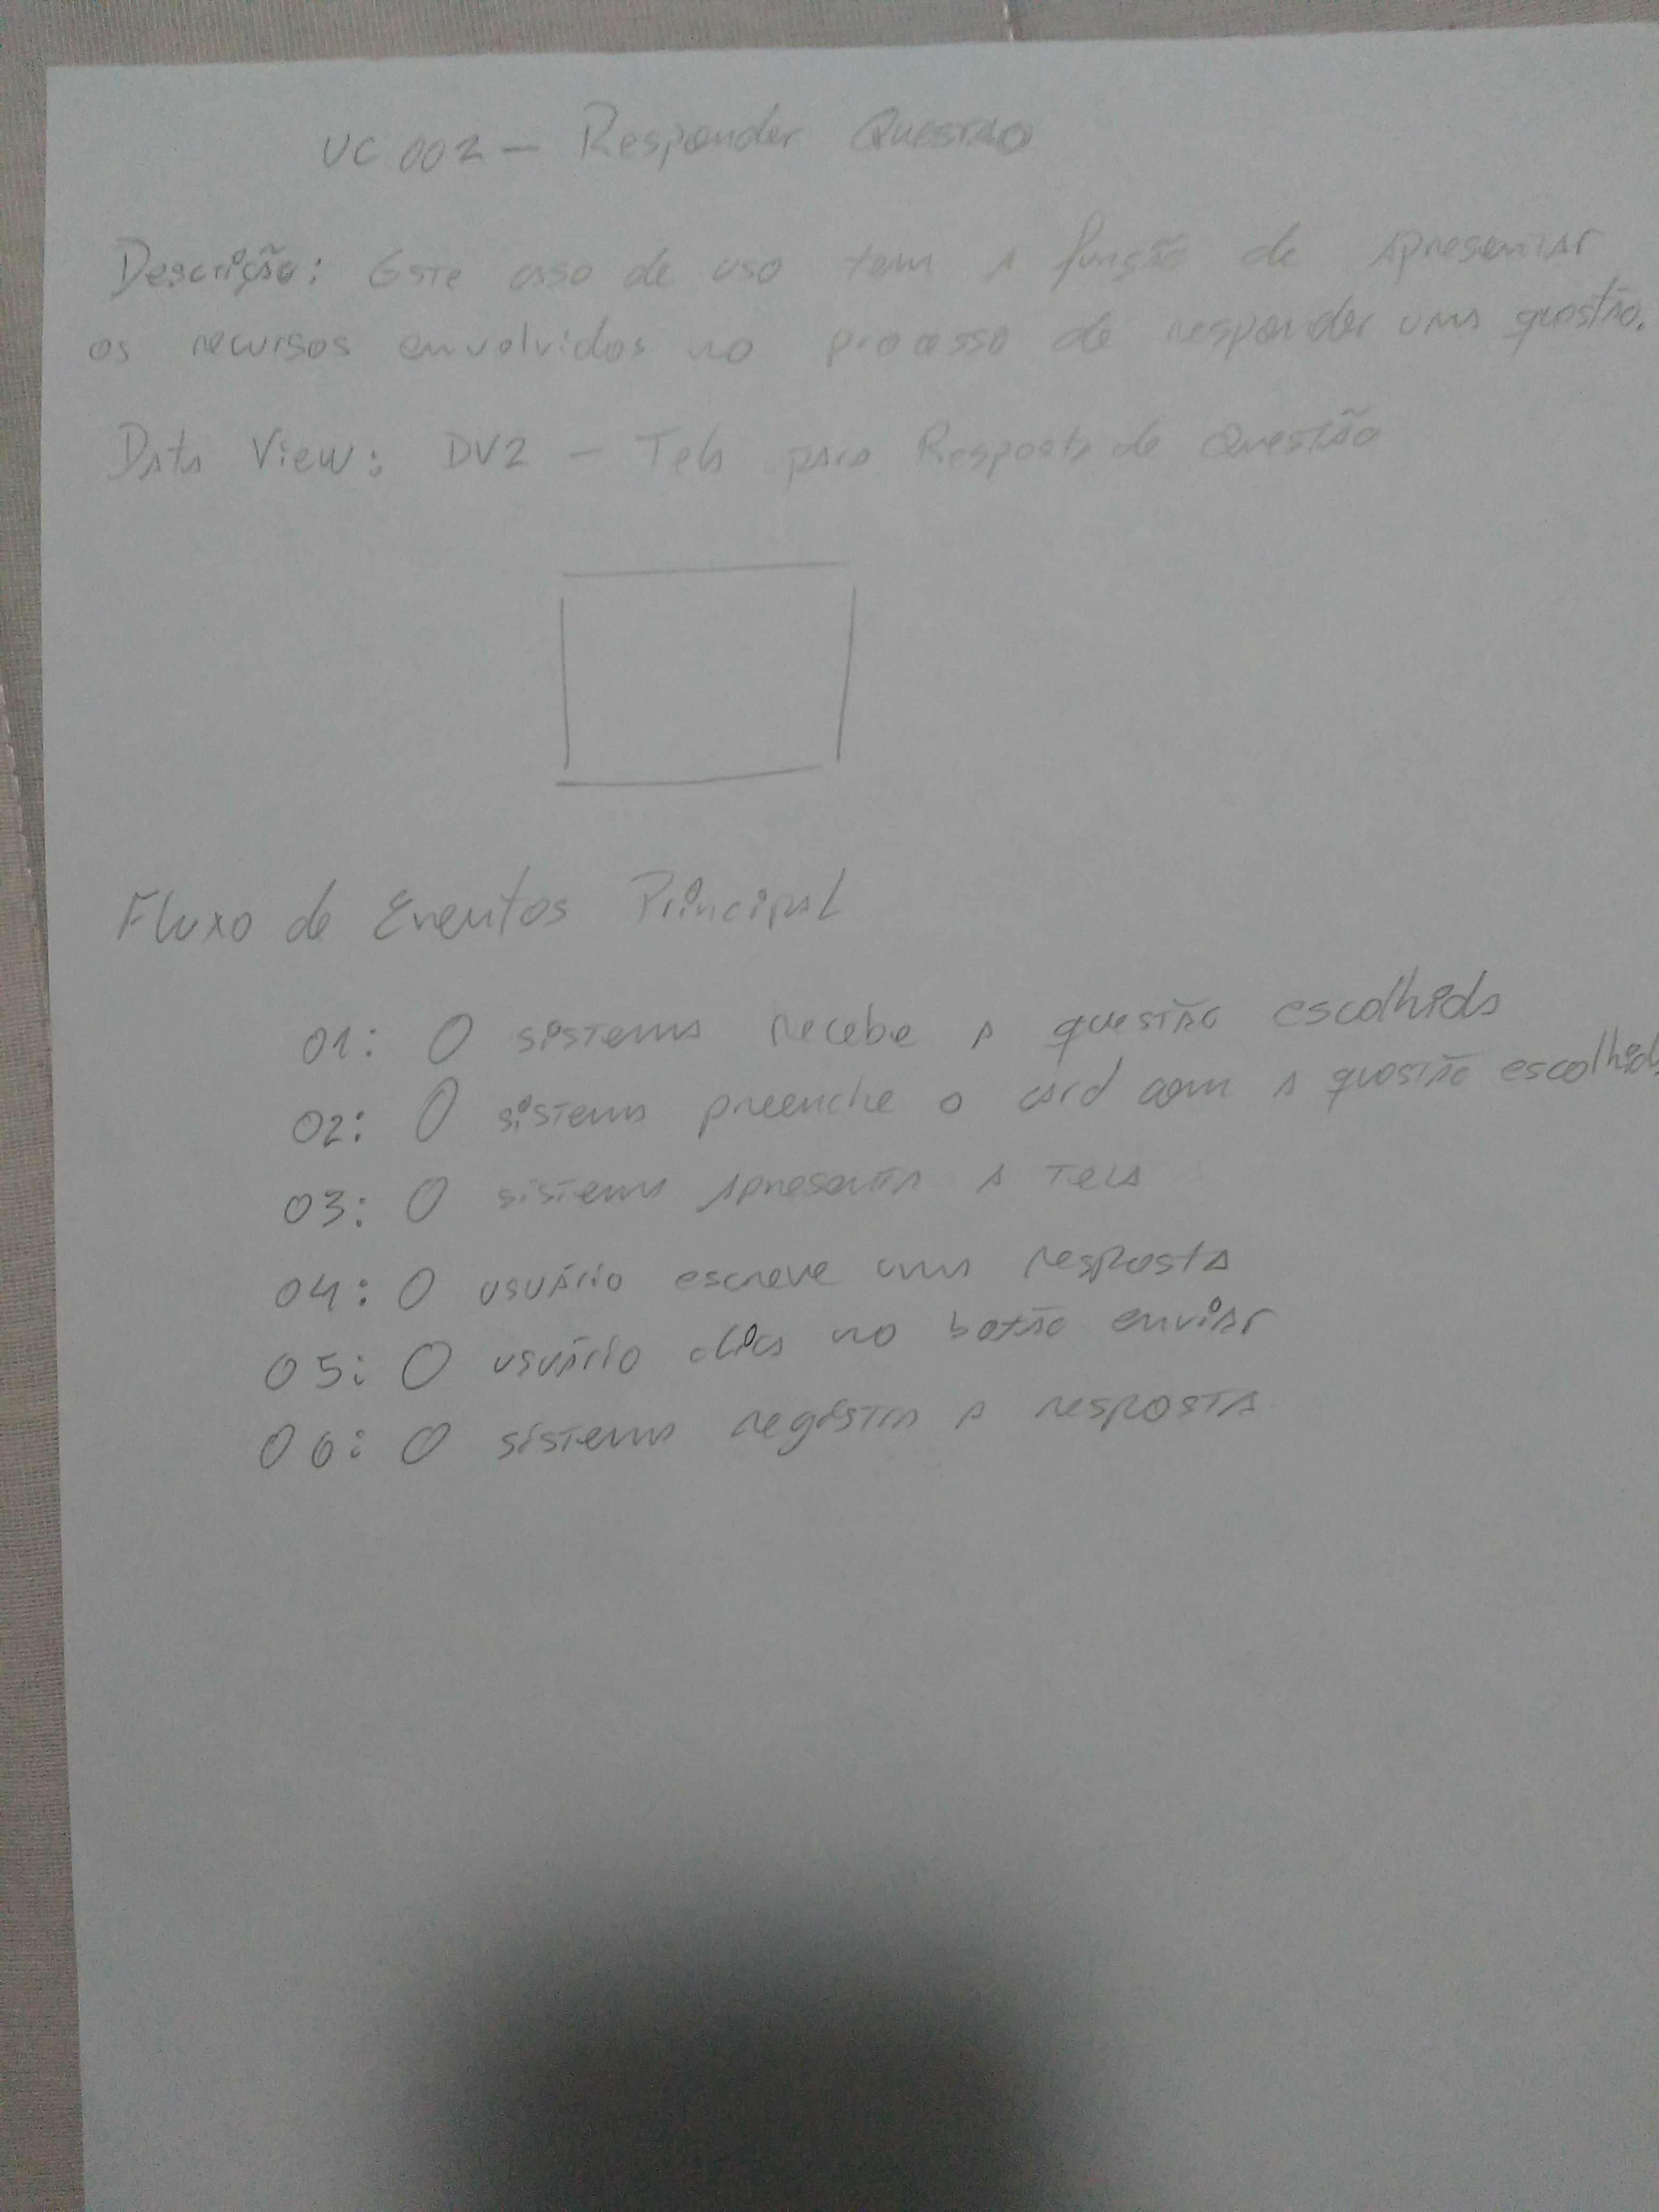 UC 002 - Responder Questão
Descrição: Este caso de uso tem a função de apresentar
os recursos envolvidos no processo de responder uma questão.
Data View: DV2 - Tela para Resposta de Questão
Fluxo de Eventos Principal
01: O sistema recebe a questão escolhida
02: O sistema preenche o card com a questão escolhida
03: O sistema apresenta a tela
04: O usuário escreve uma resposta
05: O usuário clica no botão enviar
06: O sistema registra a resposta